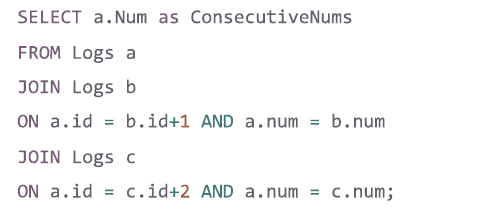 SELECT a.Num as ConsecutiveNums
FROM Logs a
JOIN Logs b
ON a.id = b.id+1 AND a.num = b.num
JOIN Logs c
ON a.id = c.id+2 AND a.num = c.num;